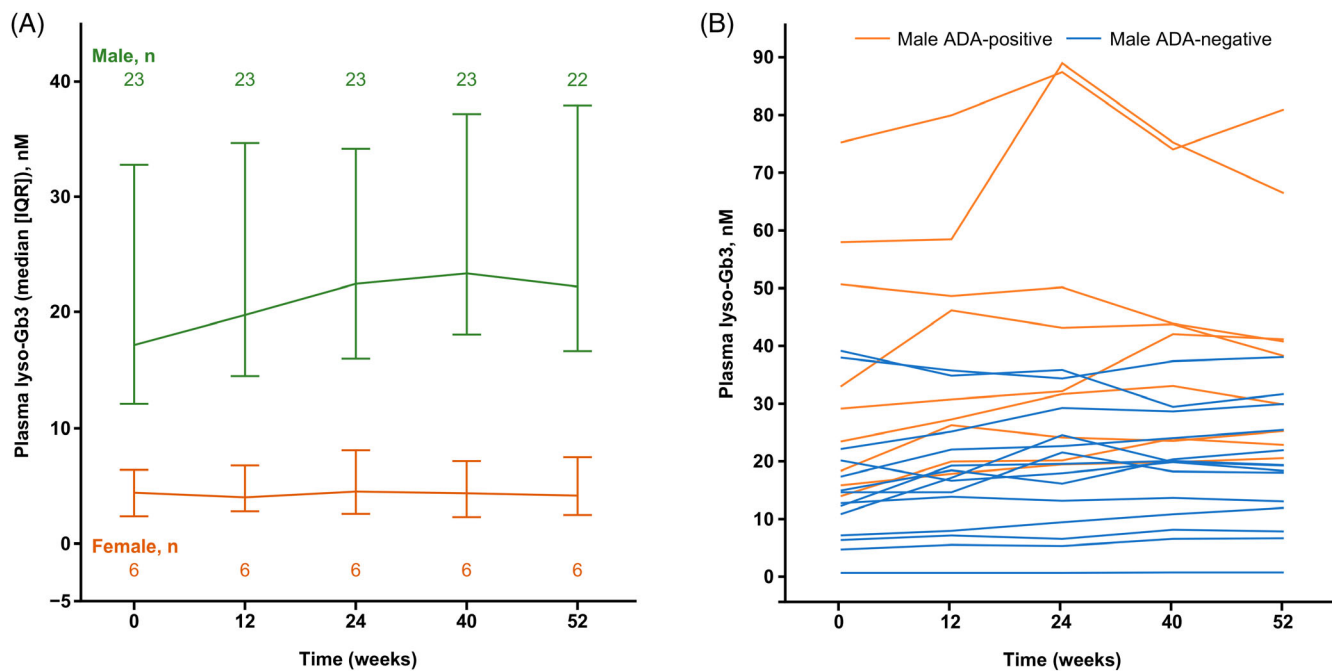 (A)
Male, n
23 23 23 23 22
40
30
20
10
0
−5
Plasma lyso-Gb3 (median [IQR]), nM
Female, n
6 6 6 6 6
0 12 24 40 52
Time (weeks)
(B)
Male ADA-positive Male ADA-negative
90
80
70
60
50
40
30
20
10
0
Plasma lyso-Gb3, nM
0 12 24 40 52
Time (weeks)